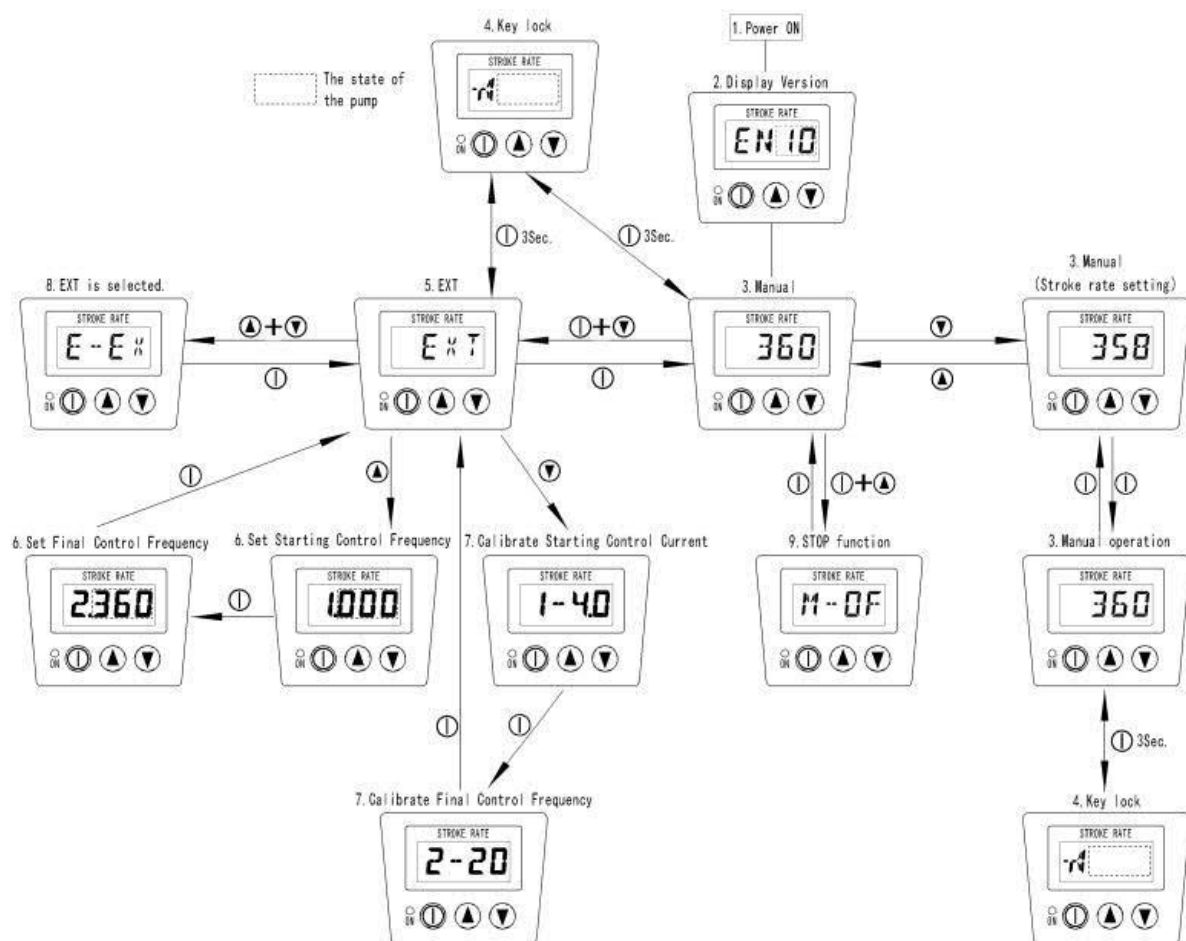 4.Key lock
STROKE RATE
ON
The state of
the pump
3Sec.
3Sec.
1.Power ON
2.Display Version
STROKE RATE
EN10
ON
8.EXT is selected.
STROKE RATE
E-EX
ON
+
5.EXT
STROKE RATE
EXT
ON
+
3.Manual
STROKE RATE
360
ON
3.Manual
(Stroke rate setting)
STROKE RATE
358
ON
6.Set Final Control Frequency
STROKE RATE
2.360
ON
6.Set Starting Control Frequency
STROKE RATE
1.000
ON
7.Calibrate Starting Control Current
STROKE RATE
1-4.0
ON
+
9.STOP function
STROKE RATE
M-OF
ON
3.Manual operation
STROKE RATE
360
ON
3Sec.
7.Calibrate Final Control Frequency
STROKE RATE
2-20
ON
4.Key lock
STROKE RATE
ON